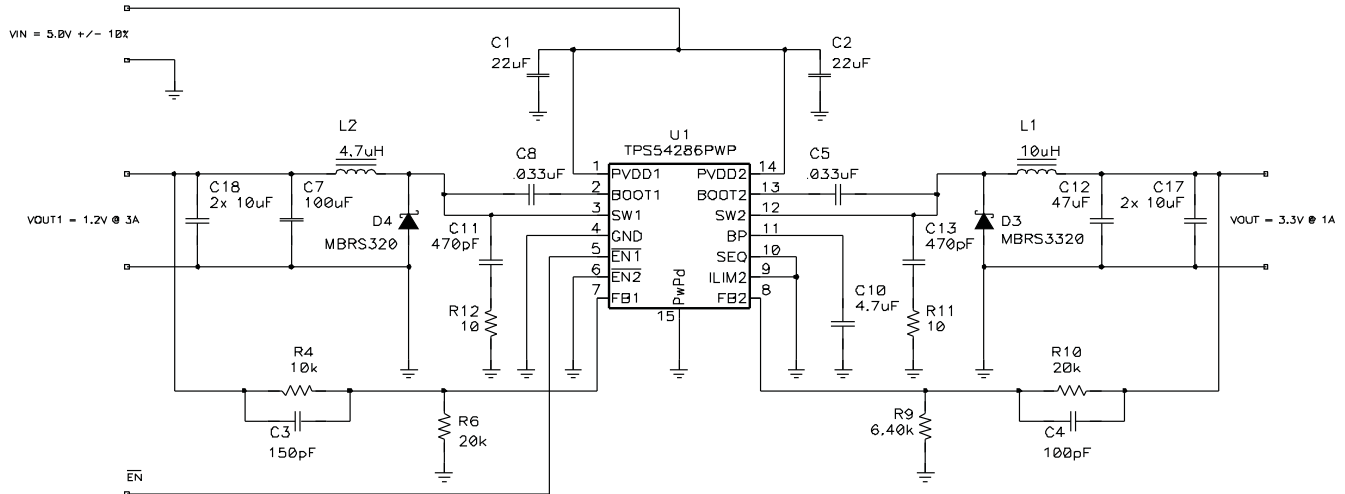 VIN = 5.0V +/- 10%
C1
22uF
C2
22uF
U1
TPS54286PWP
L2
4.7uH
L1
10uH
C8
.033uF
C5
.033uF
1 PVDD1
PVDD2 14
2 BOOT1
BOOT2 13
3 SW1
SW2 12
4 GND
BP 11
5 EN1
SEQ 10
6 EN2
ILIM2 9
7 FB1
FB2 8
PwPd
15
C18
2x 10uF
C7
100uF
D4
MBRS320
C11
470pF
R12
10
VOUT1 = 1.2V @ 3A
C13
470pF
R11
10
C10
4.7uF
D3
MBRS3320
C12
47uF
C17
2x 10uF
VOUT = 3.3V @ 1A
R4
10k
C3
150pF
R6
20k
R9
6.40k
R10
20k
C4
100pF
EN